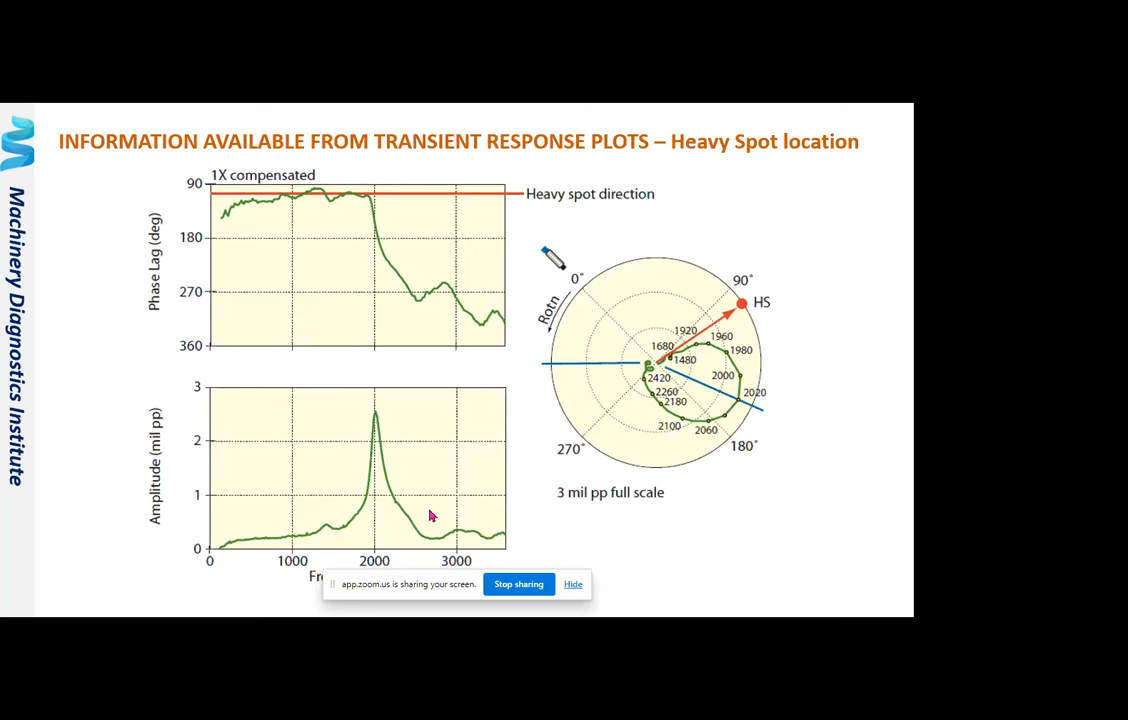 INFORMATION AVAILABLE FROM TRANSIENT RESPONSE PLOTS – Heavy Spot location
Machinery Diagnostics Institute
1X compensated
90
180
270
360
Phase Lag (deg)
Heavy spot direction
3
2
1
0
Amplitude (mil pp)
0 1000 2000 3000
Fr
0°
90°
180°
270°
Rotn
HS
1680
1480
1920
1960
1980
2000
2020
2060
2100
2180
2260
2420
3 mil pp full scale
app.zoom.us is sharing your screen.
Stop sharing
Hide